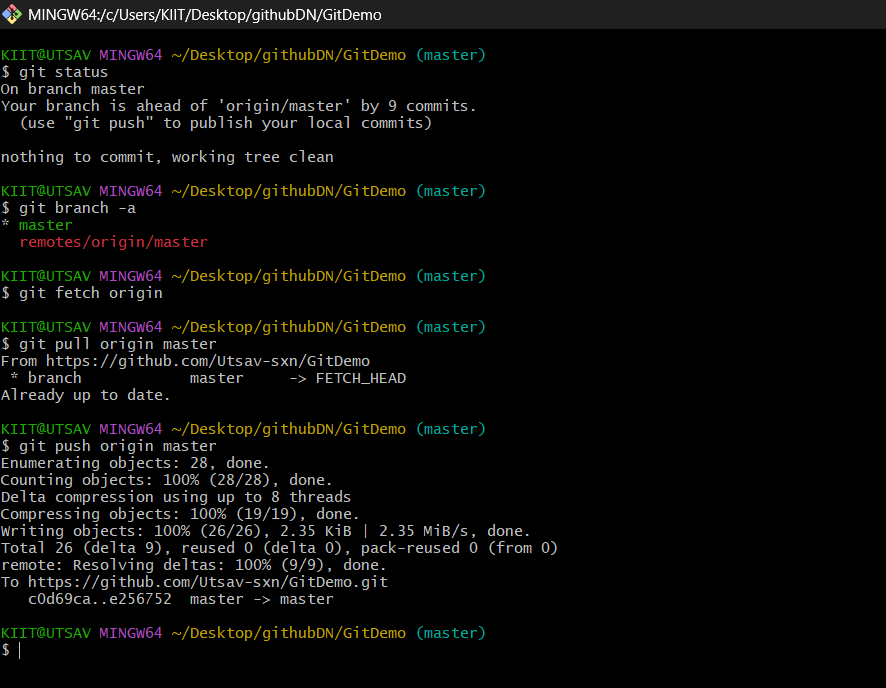 MINGW64:/c/Users/KIIT/Desktop/githubDN/GitDemo
KIIT@UTSAV MINGW64 ~/Desktop/githubDN/GitDemo (master)
$ git status
On branch master
Your branch is ahead of 'origin/master' by 9 commits.
  (use "git push" to publish your local commits)
nothing to commit, working tree clean
KIIT@UTSAV MINGW64 ~/Desktop/githubDN/GitDemo (master)
$ git branch -a
* master
  remotes/origin/master
KIIT@UTSAV MINGW64 ~/Desktop/githubDN/GitDemo (master)
$ git fetch origin
KIIT@UTSAV MINGW64 ~/Desktop/githubDN/GitDemo (master)
$ git pull origin master
From https://github.com/Utsav-sxn/GitDemo
 * branch            master     -> FETCH_HEAD
Already up to date.
KIIT@UTSAV MINGW64 ~/Desktop/githubDN/GitDemo (master)
$ git push origin master
Enumerating objects: 28, done.
Counting objects: 100% (28/28), done.
Delta compression using up to 8 threads
Compressing objects: 100% (19/19), done.
Writing objects: 100% (26/26), 2.35 KiB | 2.35 MiB/s, done.
Total 26 (delta 9), reused 0 (delta 0), pack-reused 0 (from 0)
remote: Resolving deltas: 100% (9/9), done.
To https://github.com/Utsav-sxn/GitDemo.git
   c0d69ca..e256752  master -> master
KIIT@UTSAV MINGW64 ~/Desktop/githubDN/GitDemo (master)
$